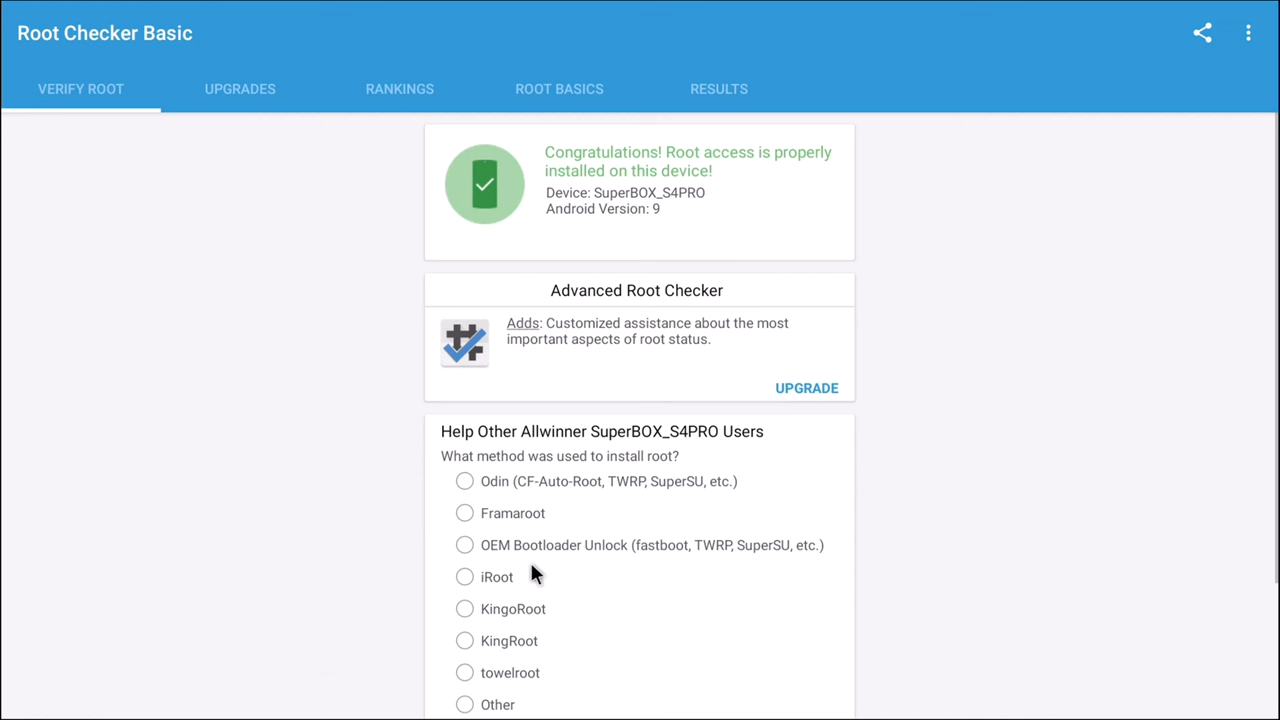 Root Checker Basic
VERIFY ROOT
UPGRADES
RANKINGS
ROOT BASICS
RESULTS
Congratulations! Root access is properly
installed on this device!
Device: SuperBOX_S4PRO
Android Version: 9
Advanced Root Checker
Adds: Customized assistance about the most
important aspects of root status.
UPGRADE
Help Other Allwinner SuperBOX_S4PRO Users
What method was used to install root?
Odin (CF-Auto-Root, TWRP, SuperSU, etc.)
Framaroot
OEM Bootloader Unlock (fastboot, TWRP, SuperSU, etc.)
iRoot
KingoRoot
KingRoot
towelroot
Other